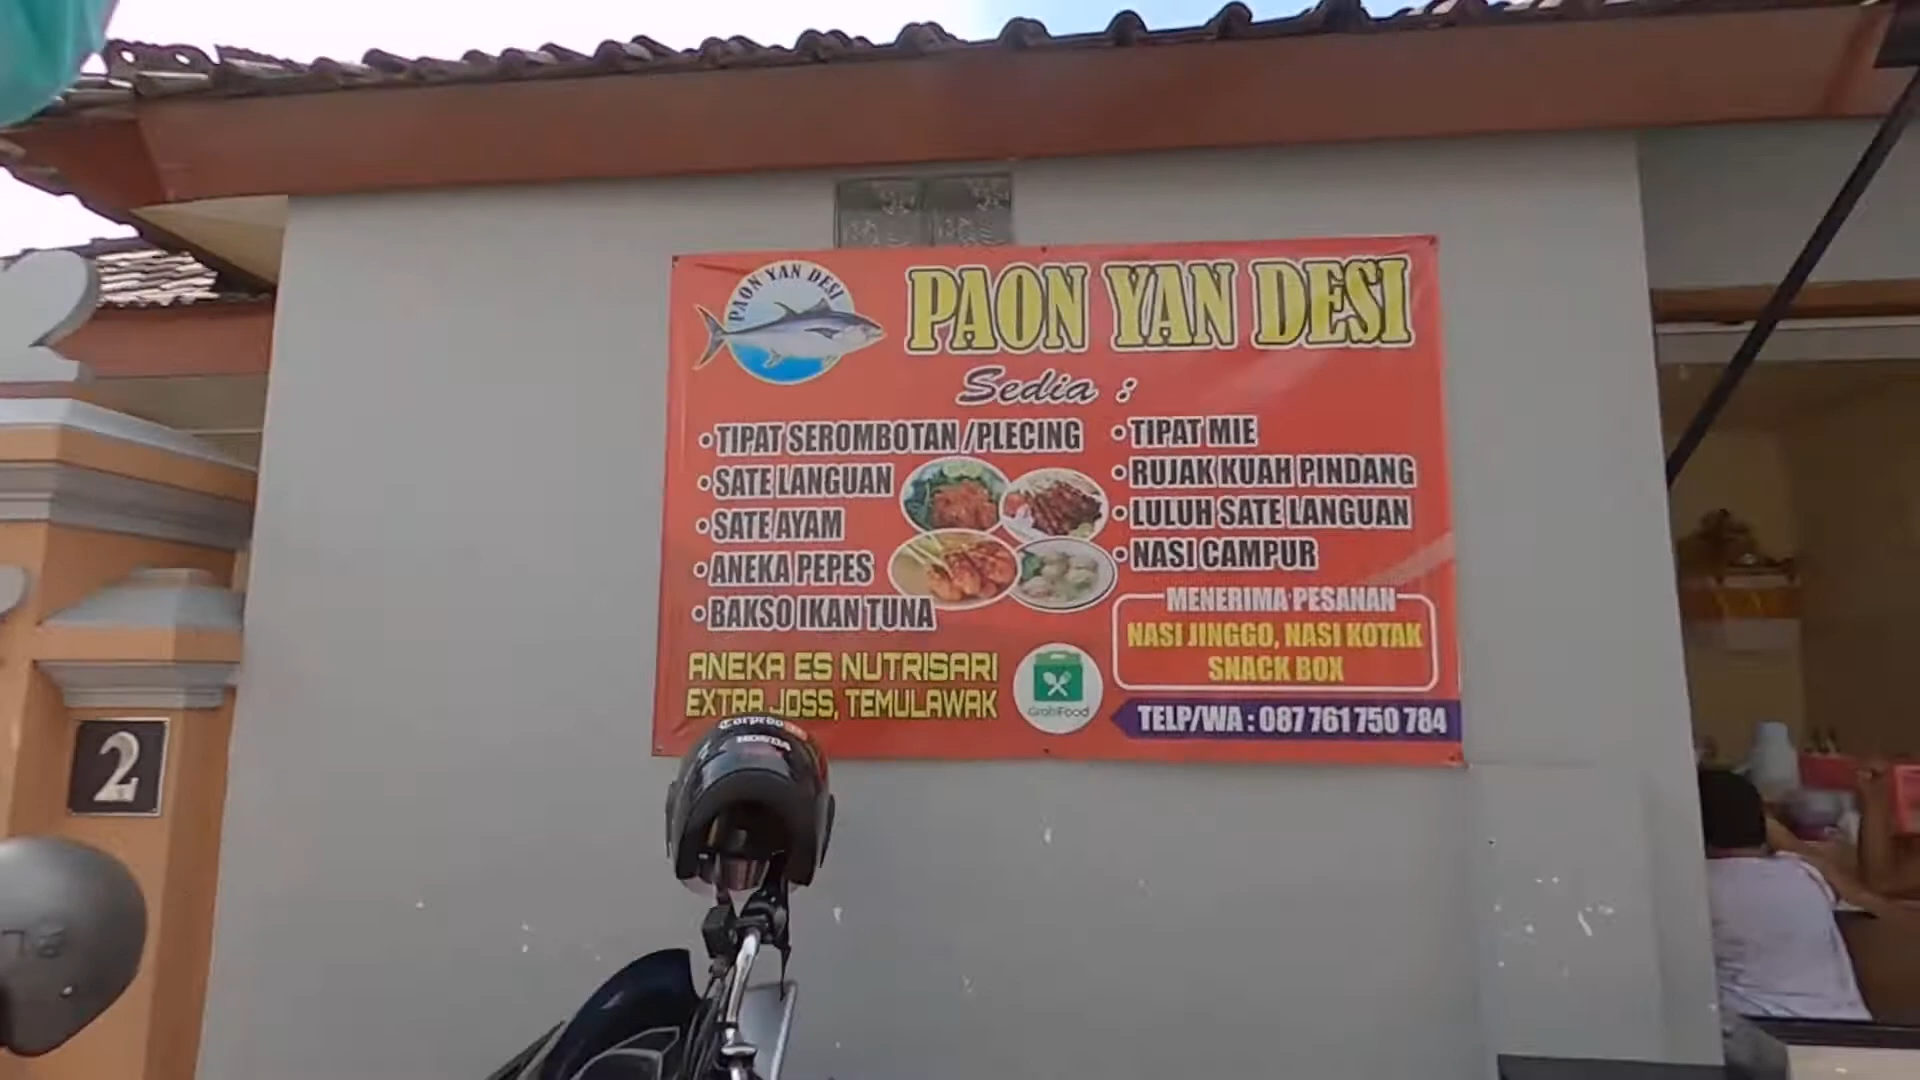 PAON YAN DESI
PAON YAN DESI
Sedia :
• TIPAT SEROMBOTAN /PLECING
• SATE LANGUAN
• SATE AYAM
• ANEKA PEPES
• BAKSO IKAN TUNA
• TIPAT MIE
• RUJAK KUAH PINDANG
• LULUH SATE LANGUAN
• NASI CAMPUR
MENERIMA PESANAN
NASI JINGGO, NASI KOTAK
SNACK BOX
ANEKA ES NUTRISARI
EXTRA JOSS, TEMULAWAK
GrabFood
TELP/WA : 087 761 750 784
Torpedo
HONDA
2